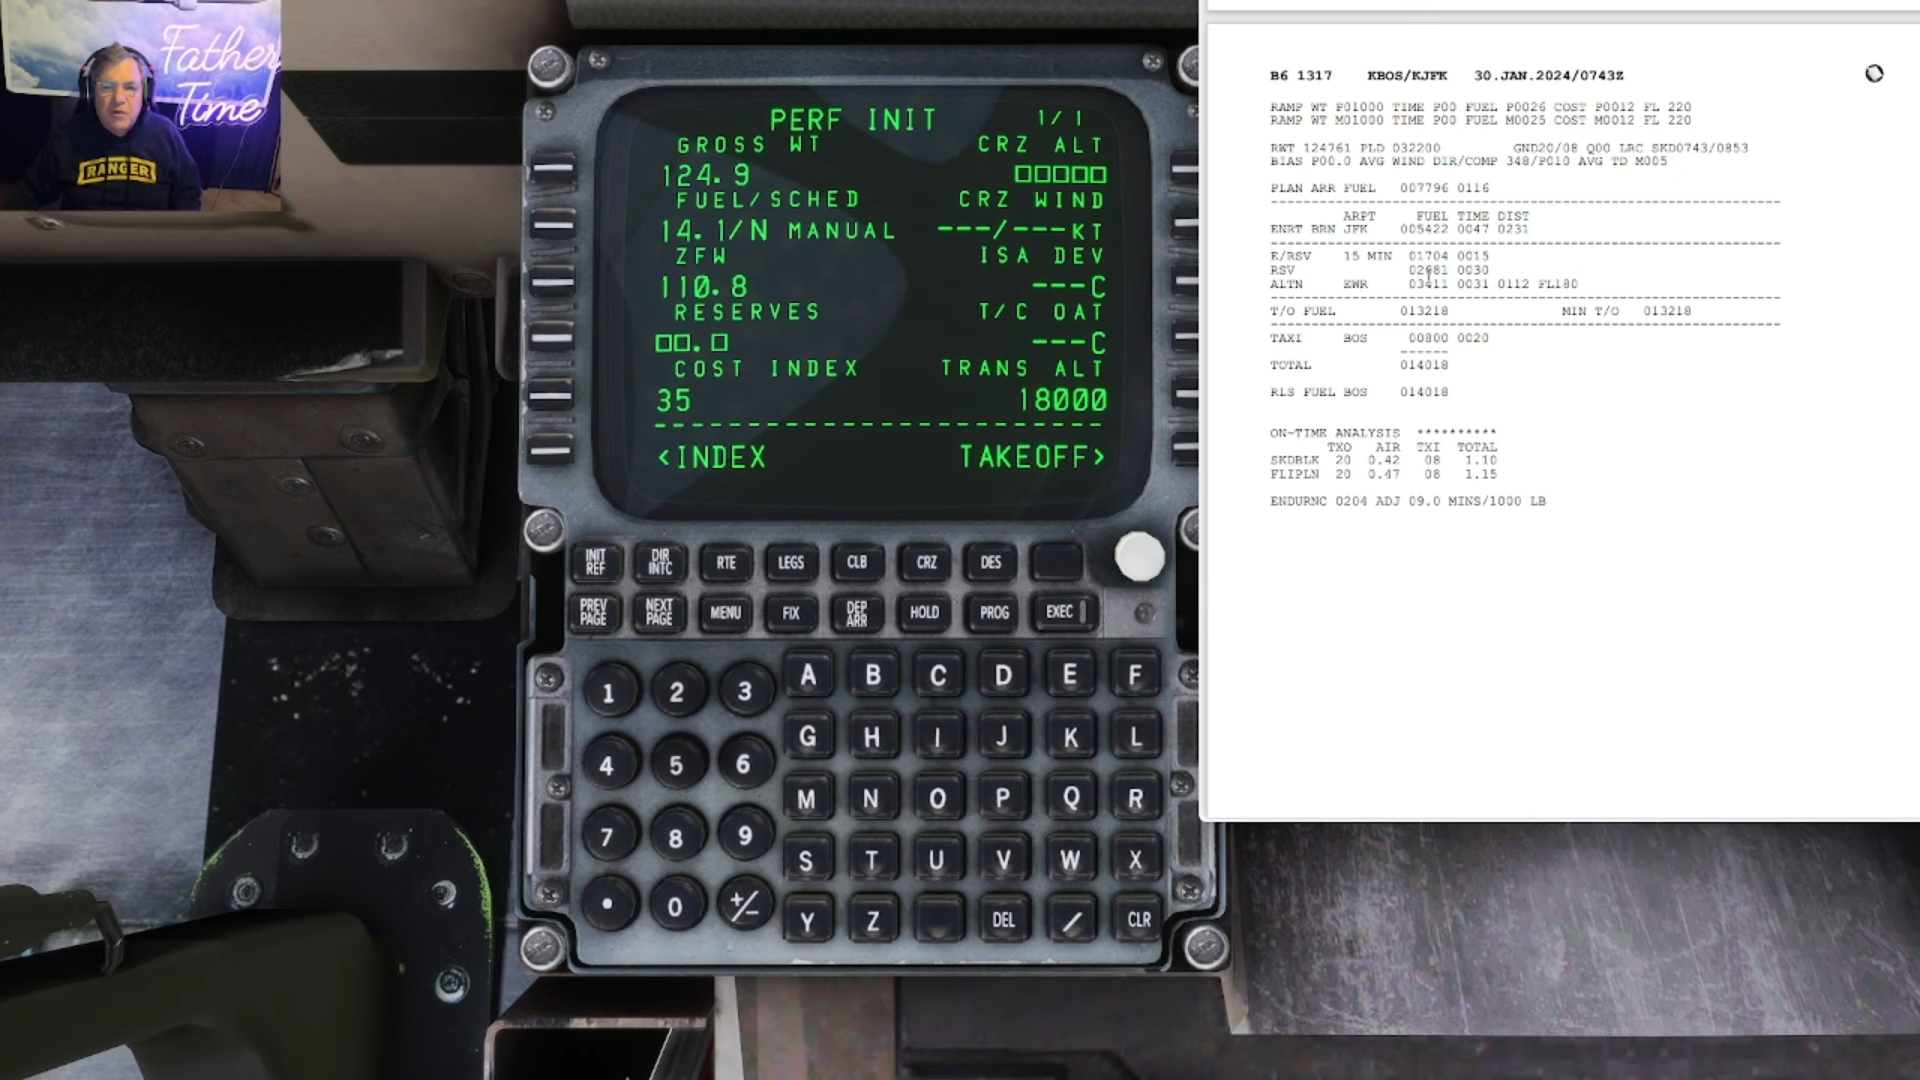 Father
Time
RANGER
PERF INIT 1/1
GROSS WT CRZ ALT
124.9 □□□□□
FUEL/SCHED CRZ WIND
14.1/N MANUAL ---/---KT
ZFW ISA DEV
110.8 ---C
RESERVES T/C OAT
□□.□ ---C
COST INDEX TRANS ALT
35 18000
------------------------
<INDEX TAKEOFF>
INIT REF DIR INTC RTE LEGS CLB CRZ DES
PREV PAGE NEXT PAGE MENU FIX DEP ARR HOLD PROG EXEC
1 2 3 A B C D E F
4 5 6 G H I J K L
7 8 9 M N O P Q R
. 0 +/- S T U V W X
Y Z DEL / CLR
B6 1317 KBOS/KJFK 30.JAN.2024/0743Z
RAMP WT P01000 TIME P00 FUEL P0026 COST P0012 FL 220
RAMP WT M01000 TIME P00 FUEL M0025 COST M0012 FL 220
RWT 124761 PLD 032200 GND20/08 Q00 LRC SKD0743/0853
BIAS P00.0 AVG WIND DIR/COMP 348/P010 AVG TD M005
PLAN ARR FUEL 007796 0116
ARPT FUEL TIME DIST
ENRT BRN JFK 005422 0047 0231
E/RSV 15 MIN 01704 0015
RSV 02681 0030
ALTN EWR 03411 0031 0112 FL180
T/O FUEL 013218 MIN T/O 013218
TAXI BOS 00800 0020
------
TOTAL 014018
RLS FUEL BOS 014018
ON-TIME ANALYSIS **********
TXO AIR TXI TOTAL
SKDBLK 20 0.42 08 1.10
FLIPLN 20 0.47 08 1.15
ENDURNC 0204 ADJ 09.0 MINS/1000 LB